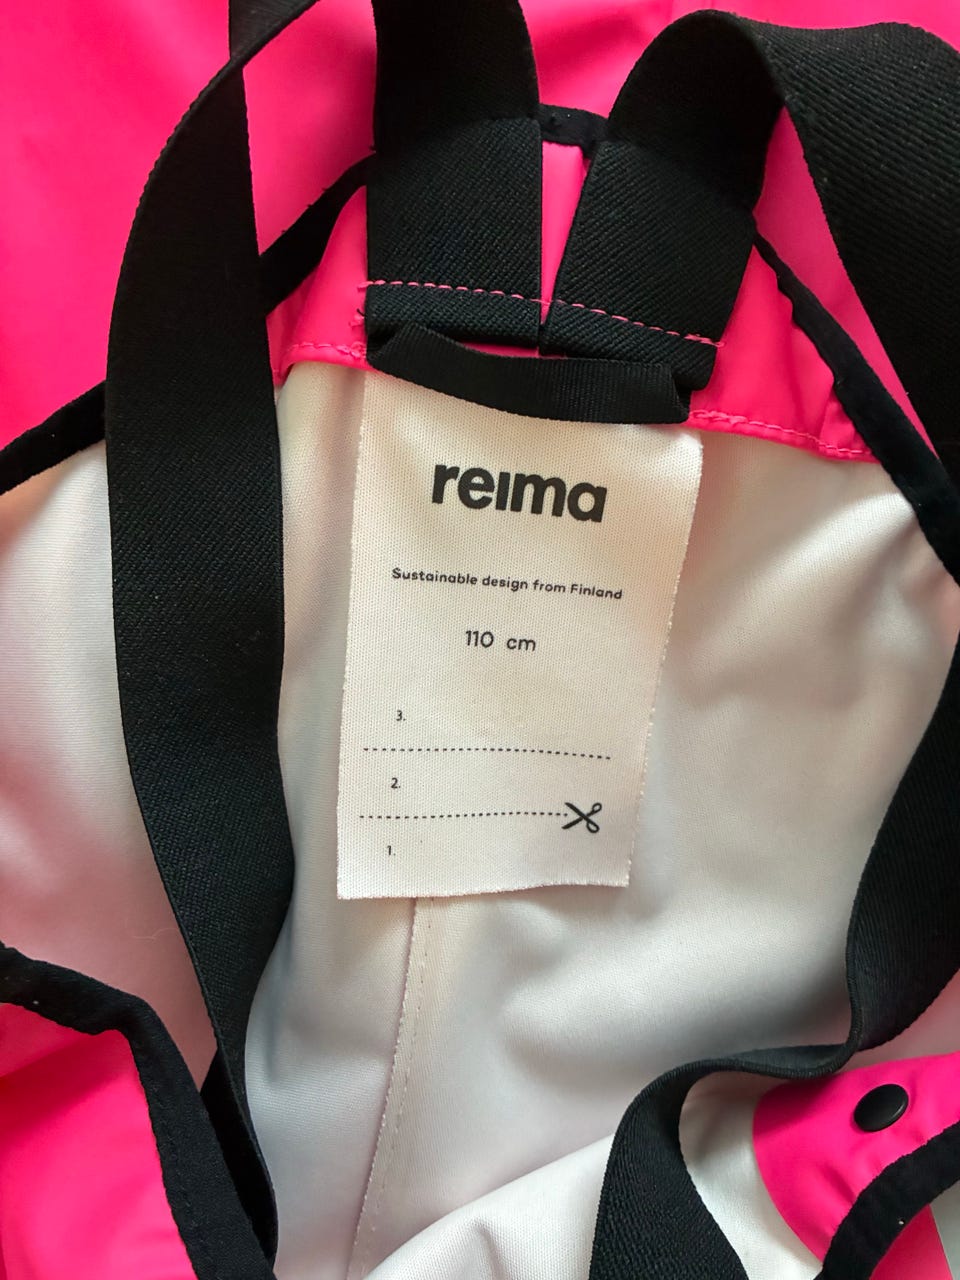 reima
Sustainable design from Finland
110 cm
3.
2.
1.